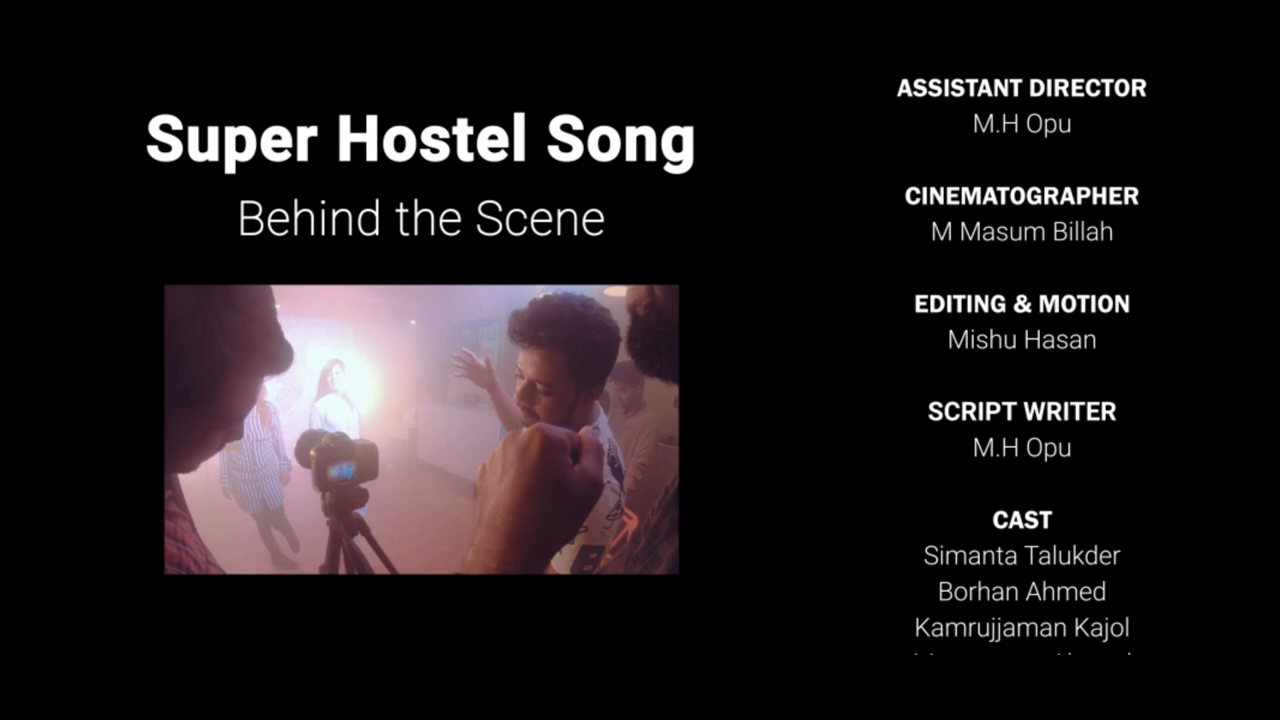 Super Hostel Song
Behind the Scene
ASSISTANT DIRECTOR
M.H Opu
CINEMATOGRAPHER
M Masum Billah
EDITING & MOTION
Mishu Hasan
SCRIPT WRITER
M.H Opu
CAST
Simanta Talukder
Borhan Ahmed
Kamrujjaman Kajol